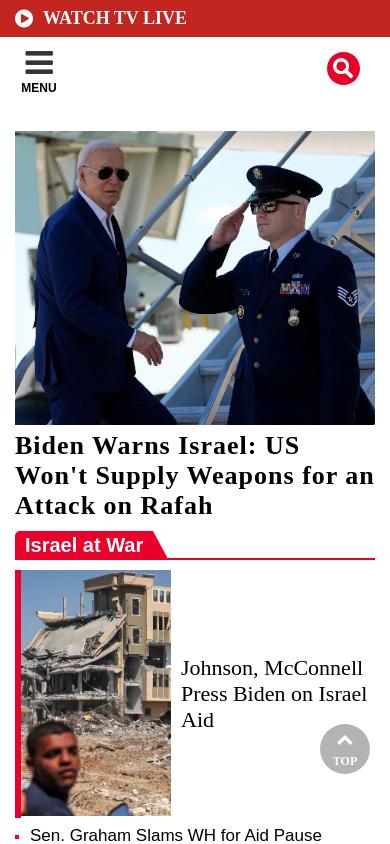 WATCH TV LIVE
MENU
Biden Warns Israel: US
Won't Supply Weapons for an
Attack on Rafah
Israel at War
Johnson, McConnell
Press Biden on Israel
Aid
TOP
Sen. Graham Slams WH for Aid Pause